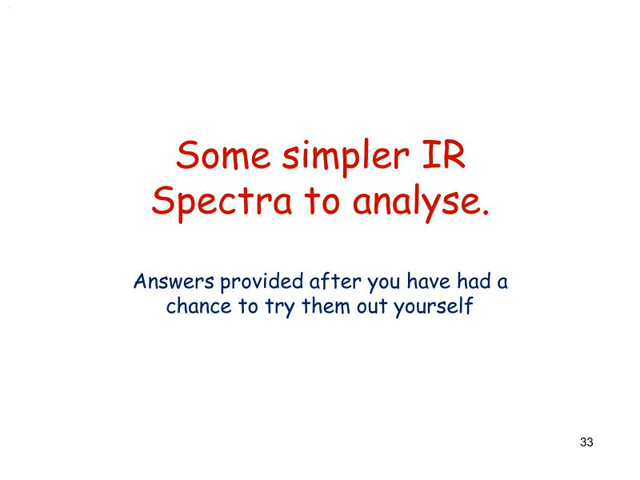 Some simpler IR
Spectra to analyse.
Answers provided after you have had a
chance to try them out yourself
33